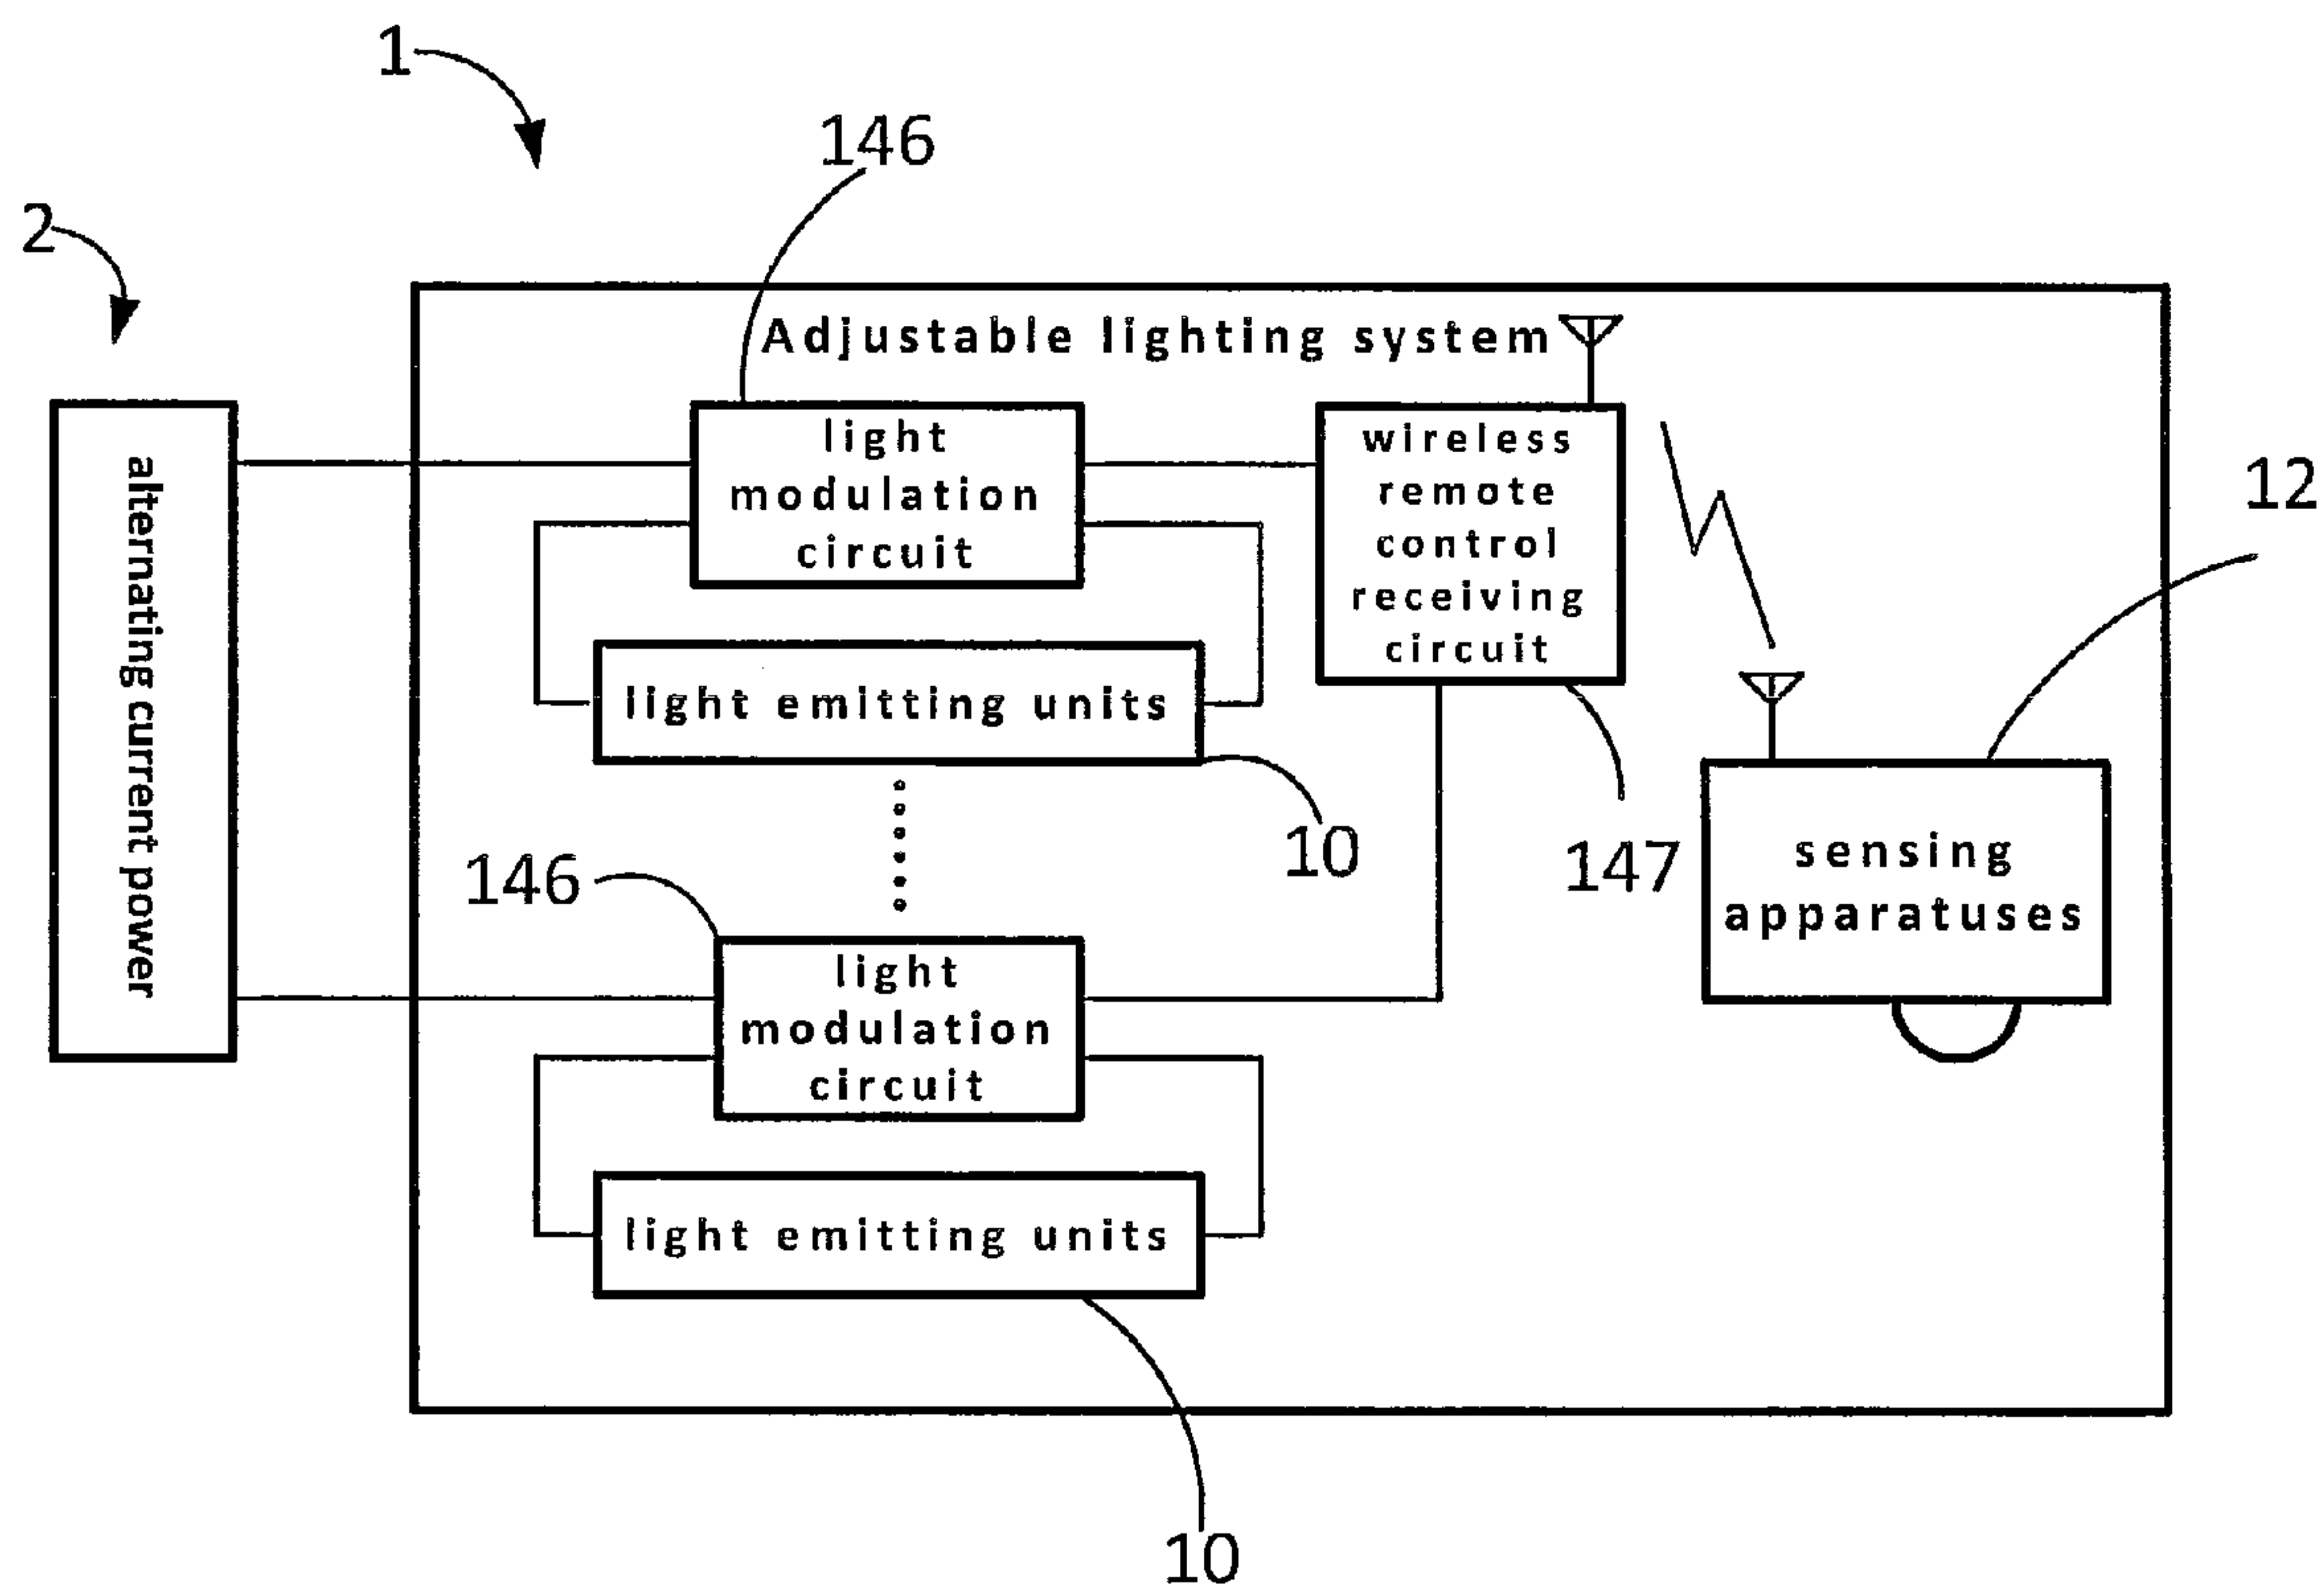 1
146
2
Adjustable lighting system
alternating current power
light
modulation
circuit
wireless
remote
control
receiving
circuit
12
light emitting units
10
147
sensing
apparatuses
146
light
modulation
circuit
light emitting units
10